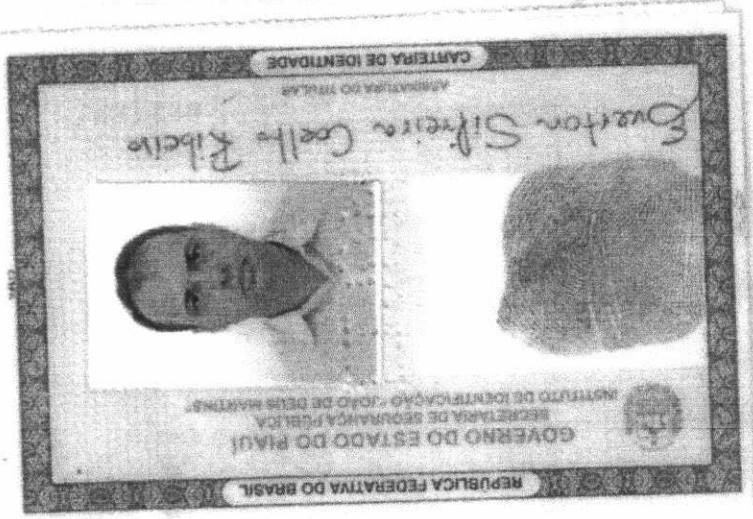 REPÚBLICA FEDERATIVA DO BRASIL
GOVERNO DO ESTADO DO PIAUÍ
SECRETARIA DE SEGURANÇA PÚBLICA
INSTITUTO DE IDENTIFICAÇÃO "JOÃO DE DEUS MARTINS"
Everton Silveira Coelho Ribeiro
ASSINATURA DO TITULAR
CARTEIRA DE IDENTIDADE